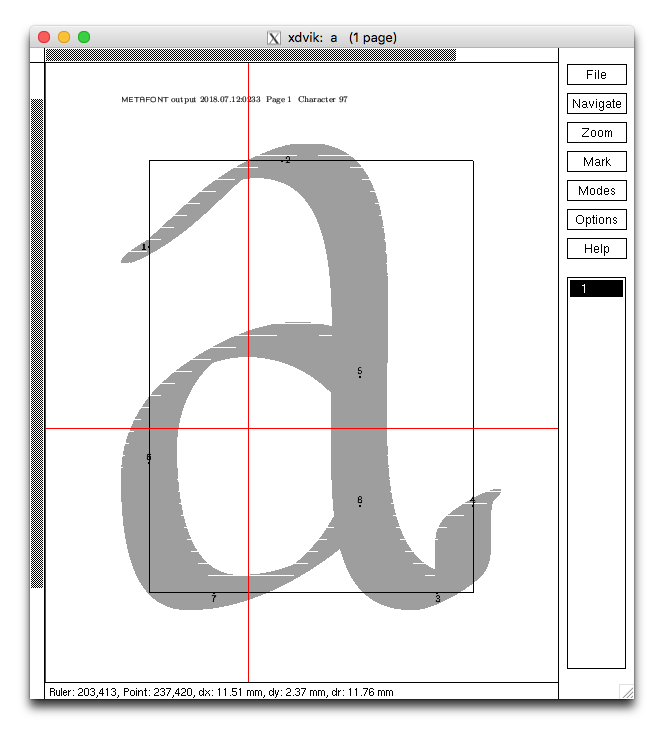 xdvik: a (1 page)
File
Navigate
Zoom
Mark
Modes
Options
Help
1
METAFONT output 2018.07.12:0233 Page 1 Character 97
2
1
5
6
6
4
7
3
a
Ruler: 203,413, Point: 237,420, dx: 11.51 mm, dy: 2.37 mm, dr: 11.76 mm